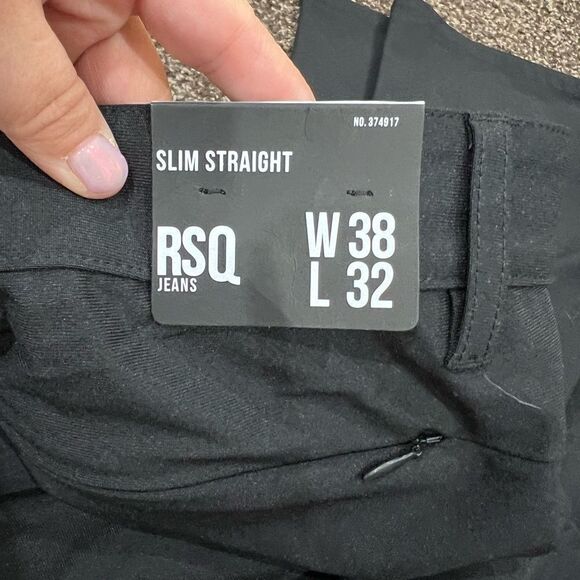 NO. 374917
SLIM STRAIGHT
RSQ
JEANS
W 38
L 32